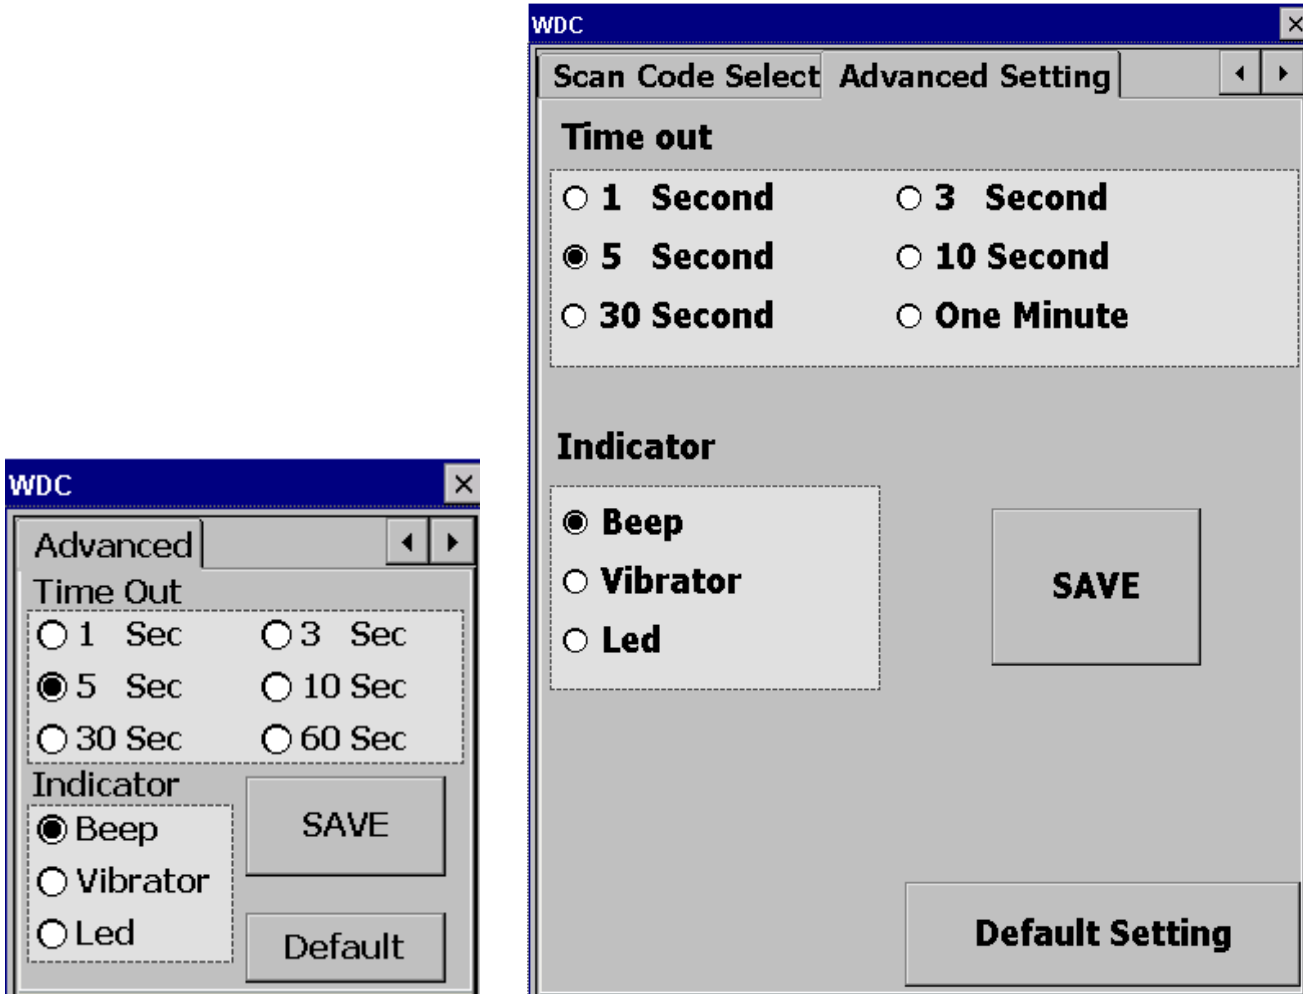 WDC
Advanced
Time Out
1 Sec 3 Sec
5 Sec 10 Sec
30 Sec 60 Sec
Indicator
Beep
Vibrator
Led
SAVE
Default
WDC
Scan Code Select Advanced Setting
Time out
1 Second 3 Second
5 Second 10 Second
30 Second One Minute
Indicator
Beep
Vibrator
Led
SAVE
Default Setting